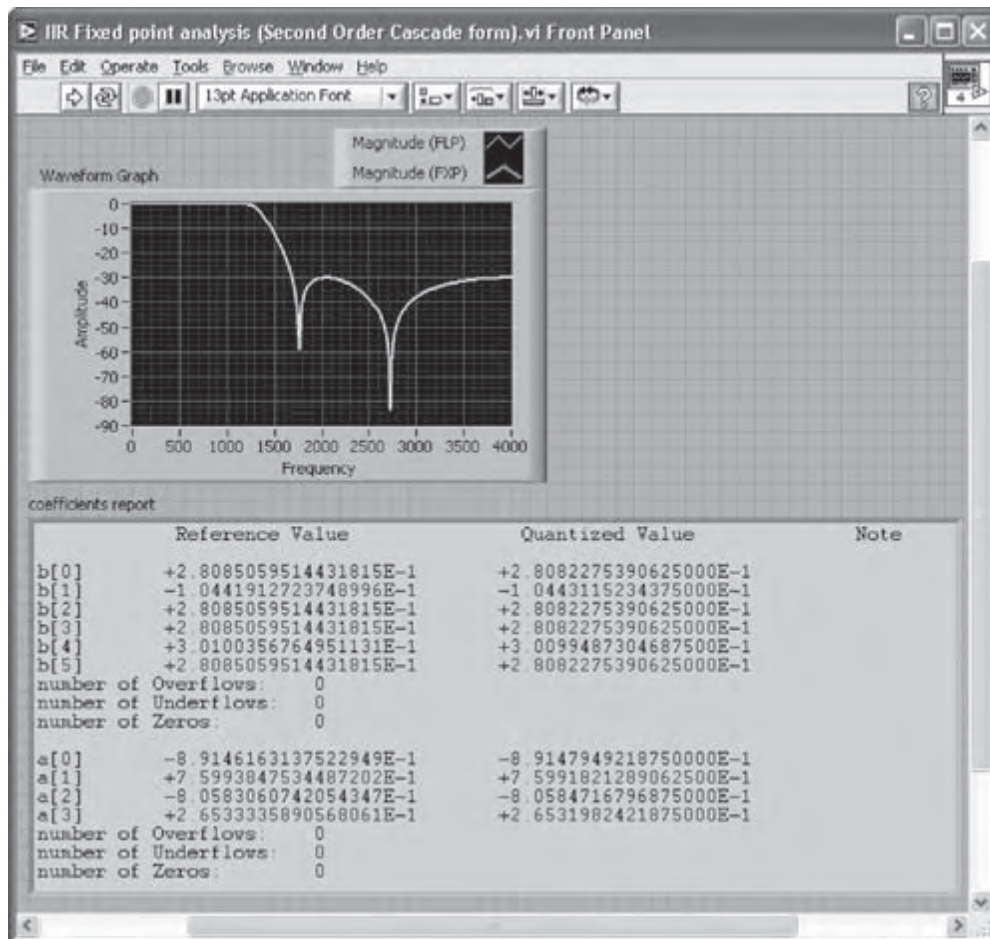 IIR Fixed point analysis (Second Order Cascade form).vi Front Panel
File Edit Operate Tools Browse Window Help
13pt Application Font
4
Magnitude (FLP)
Magnitude (FXP)
Waveform Graph
0
-10
-20
-30
-40
-50
-60
-70
-80
-90
Amplitude
0 500 1000 1500 2000 2500 3000 3500 4000
Frequency
coefficients report
Reference Value Quantized Value Note
b[0] +2.8085059514431815E-1 +2.8082275390625000E-1
b[1] -1.0441912723748996E-1 -1.0443115234375000E-1
b[2] +2.8085059514431815E-1 +2.8082275390625000E-1
b[3] +2.8085059514431815E-1 +2.8082275390625000E-1
b[4] +3.0100356764951131E-1 +3.0099487304687500E-1
b[5] +2.8085059514431815E-1 +2.8082275390625000E-1
number of Overflows: 0
number of Underflows: 0
number of Zeros: 0
a[0] -8.9146163137522949E-1 -8.9147949218750000E-1
a[1] +7.5993847534487202E-1 +7.5991821289062500E-1
a[2] -8.0583060742054347E-1 -8.0584716796875000E-1
a[3] +2.6533335890568061E-1 +2.6531982421875000E-1
number of Overflows: 0
number of Underflows: 0
number of Zeros: 0